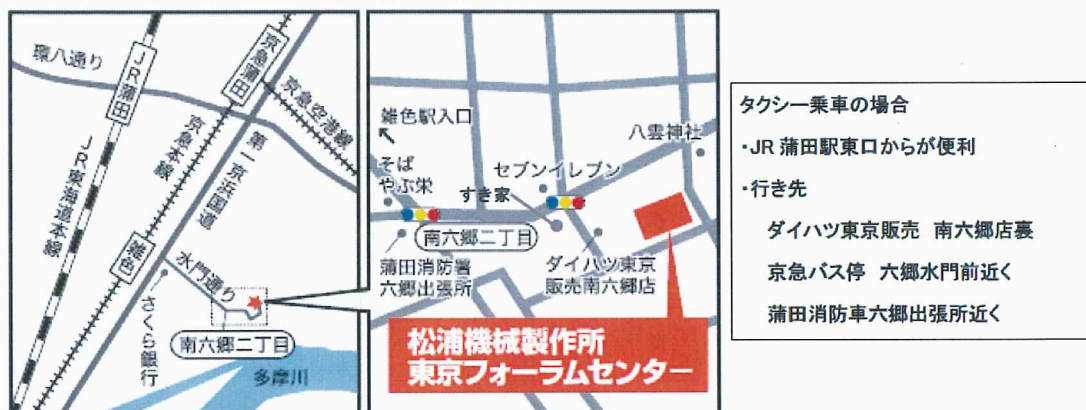 環八通り
JR蒲田
京急蒲田
京急空港線
JR東海道本線
京急本線
第一京浜国道
雑色
水門通り
さくら銀行
南六郷二丁目
多摩川
雑色駅入口
そば
やぶ栄
八雲神社
セブンイレブン
すき家
南六郷二丁目
蒲田消防署
六郷出張所
ダイハツ東京
販売南六郷店
松浦機械製作所
東京フォーラムセンター
タクシー乗車の場合
・JR 蒲田駅東口からが便利
・行き先
ダイハツ東京販売 南六郷店裏
京急バス停 六郷水門前近く
蒲田消防車六郷出張所近く